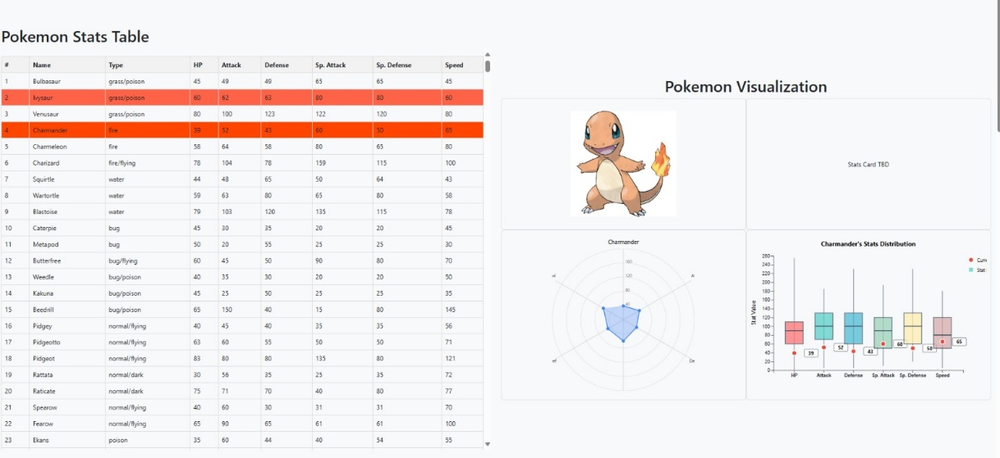 Pokemon Stats Table
# Name Type HP Attack Defense Sp. Attack Sp. Defense Speed
1 Bulbasaur grass/poison 45 49 49 65 65 45
2 Ivysaur grass/poison 60 62 63 80 80 60
3 Venusaur grass/poison 80 100 123 122 120 80
4 Charmander fire 39 52 43 60 50 65
5 Charmeleon fire 58 64 58 80 65 80
6 Charizard fire/flying 78 104 78 159 115 100
7 Squirtle water 44 48 65 50 64 43
8 Wartortle water 59 63 80 65 80 58
9 Blastoise water 79 103 120 135 115 78
10 Caterpie bug 45 30 35 20 20 45
11 Metapod bug 50 20 55 25 25 30
12 Butterfree bug/flying 60 45 50 90 80 70
13 Weedle bug/poison 40 35 30 20 20 50
14 Kakuna bug/poison 45 25 50 25 25 35
15 Beedrill bug/poison 65 150 40 15 80 145
16 Pidgey normal/flying 40 45 40 35 35 56
17 Pidgeotto normal/flying 63 60 55 50 50 71
18 Pidgeot normal/flying 83 80 80 135 80 121
19 Rattata normal/dark 30 56 35 25 35 72
20 Raticate normal/dark 75 71 70 40 80 77
21 Spearow normal/flying 40 60 30 31 31 70
22 Fearow normal/flying 65 90 65 61 61 100
23 Ekans poison 35 60 44 40 54 55
Pokemon Visualization
Stats Card TBD
Charmander
160
120
80
40
A
De
ef
Charmander's Stats Distribution
Stat Value
260
240
220
200
180
160
140
120
100
80
60
40
20
0
39
52
43
60
50
65
HP Attack Defense Sp. Attack Sp. Defense Speed
Curr
Stat